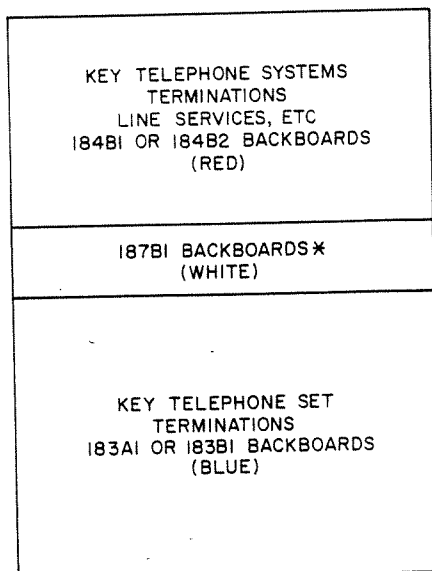 KEY TELEPHONE SYSTEMS
TERMINATIONS
LINE SERVICES, ETC
184B1 OR 184B2 BACKBOARDS
(RED)
187B1 BACKBOARDS*
(WHITE)
KEY TELEPHONE SET
TERMINATIONS
183A1 OR 183B1 BACKBOARDS
(BLUE)